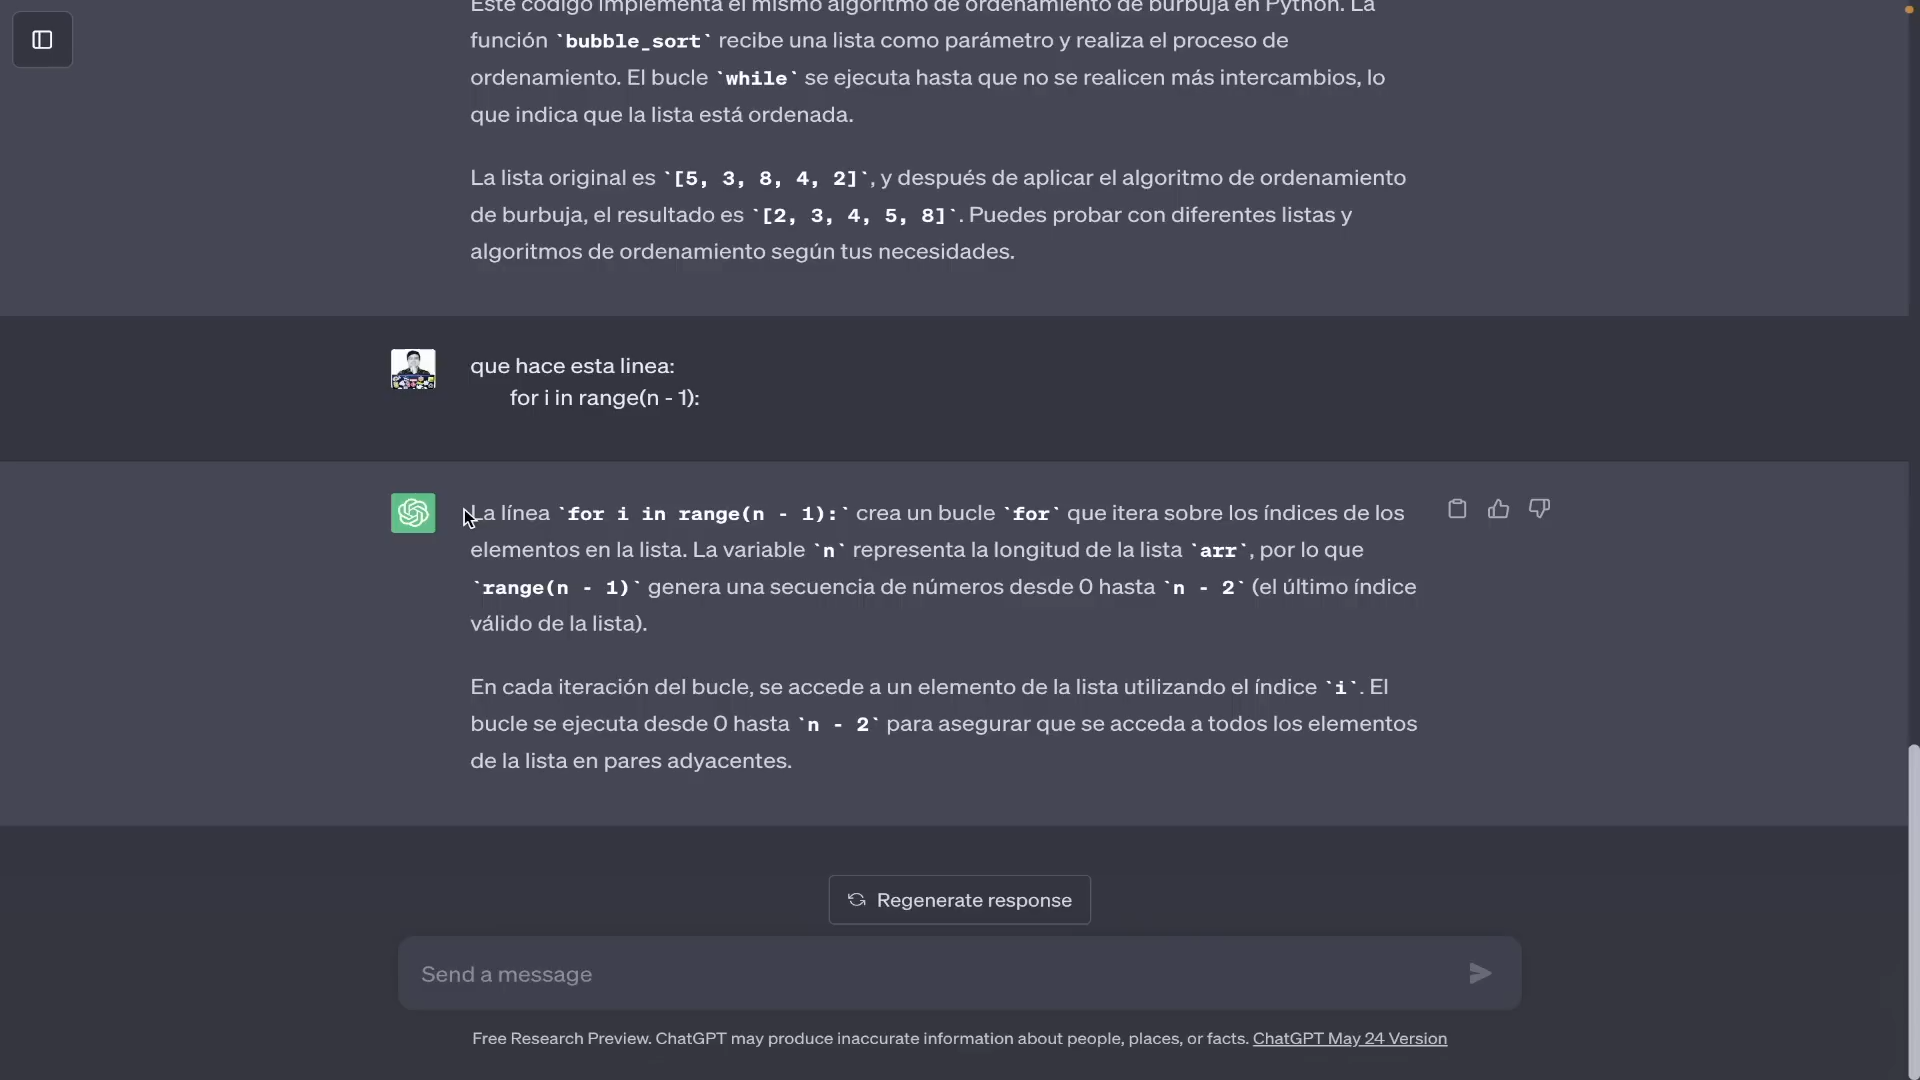 Este código implementa el mismo algoritmo de ordenamiento de burbuja en Python. La
función `bubble_sort` recibe una lista como parámetro y realiza el proceso de
ordenamiento. El bucle `while` se ejecuta hasta que no se realicen más intercambios, lo
que indica que la lista está ordenada.
La lista original es `[5, 3, 8, 4, 2]`, y después de aplicar el algoritmo de ordenamiento
de burbuja, el resultado es `[2, 3, 4, 5, 8]`. Puedes probar con diferentes listas y
algoritmos de ordenamiento según tus necesidades.
que hace esta linea:
for i in range(n - 1):
La línea `for i in range(n - 1):` crea un bucle `for` que itera sobre los índices de los
elementos en la lista. La variable `n` representa la longitud de la lista `arr`, por lo que
`range(n - 1)` genera una secuencia de números desde 0 hasta `n - 2` (el último índice
válido de la lista).
En cada iteración del bucle, se accede a un elemento de la lista utilizando el índice `i`. El
bucle se ejecuta desde 0 hasta `n - 2` para asegurar que se acceda a todos los elementos
de la lista en pares adyacentes.
Regenerate response
Send a message
Free Research Preview. ChatGPT may produce inaccurate information about people, places, or facts. ChatGPT May 24 Version